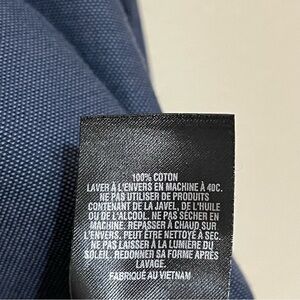 100% COTON
LAVER À L'ENVERS EN MACHINE À 40C.
NE PAS UTILISER DE PRODUITS
CONTENANT DE LA JAVEL, DE L'HUILE
OU DE L'ALCOOL. NE PAS SÉCHER EN
MACHINE. REPASSER À CHAUD SUR
L'ENVERS. PEUT ÊTRE NETTOYÉ À SEC.
NE PAS LAISSER À LA LUMIÈRE DU
SOLEIL. REDONNER SA FORME APRÈS
LAVAGE.
FABRIQUÉ AU VIETNAM